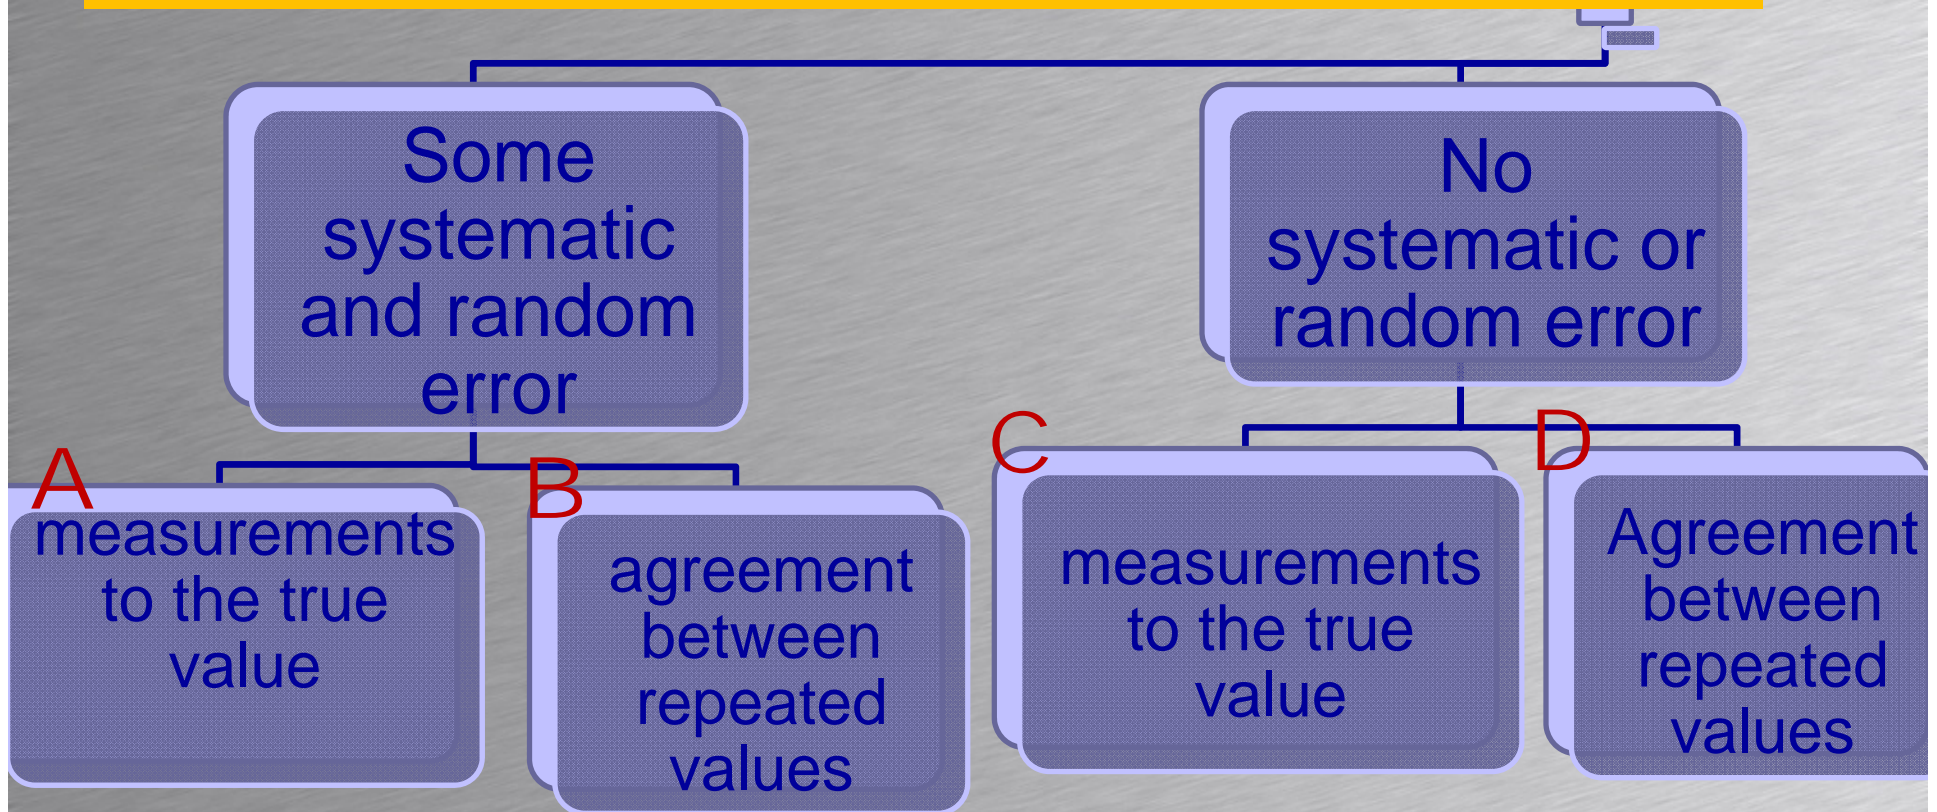 Some
systematic
and random
error
No
systematic or
random error
A
measurements
to the true
value
B
agreement
between
repeated
values
C
measurements
to the true
value
D
Agreement
between
repeated
values